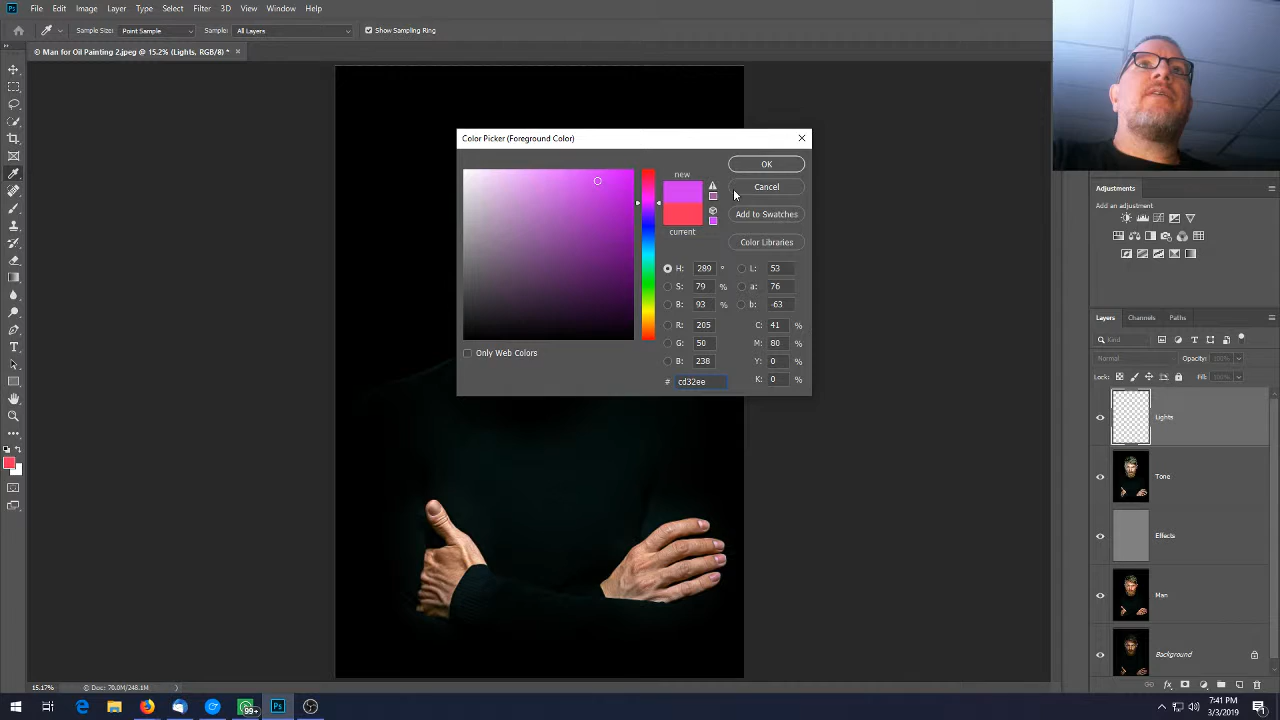 Ps File Edit Image Layer Type Select Filter 3D View Window Help
Sample Size: Point Sample Sample: All Layers Show Sampling Ring
© Man for Oil Painting 2.jpeg @ 15.2% (Lights, RGB/8) *
Color Picker (Foreground Color)
new
OK
Cancel
Add to Swatches
current
Color Libraries
H: 289 ° L: 53
S: 79 % a: 76
B: 93 % b: -63
R: 205 C: 41 %
G: 50 M: 80 %
B: 238 Y: 0 %
# cd32ee K: 0 %
Only Web Colors
Adjustments
Add an adjustment
Layers Channels Paths
Kind
Normal Opacity: 100%
Lock: Fill: 100%
Lights
Tone
Effects
Man
Background
15.17% Doc: 70.0M/248.1M
99+
Ps
7:41 PM
3/3/2019